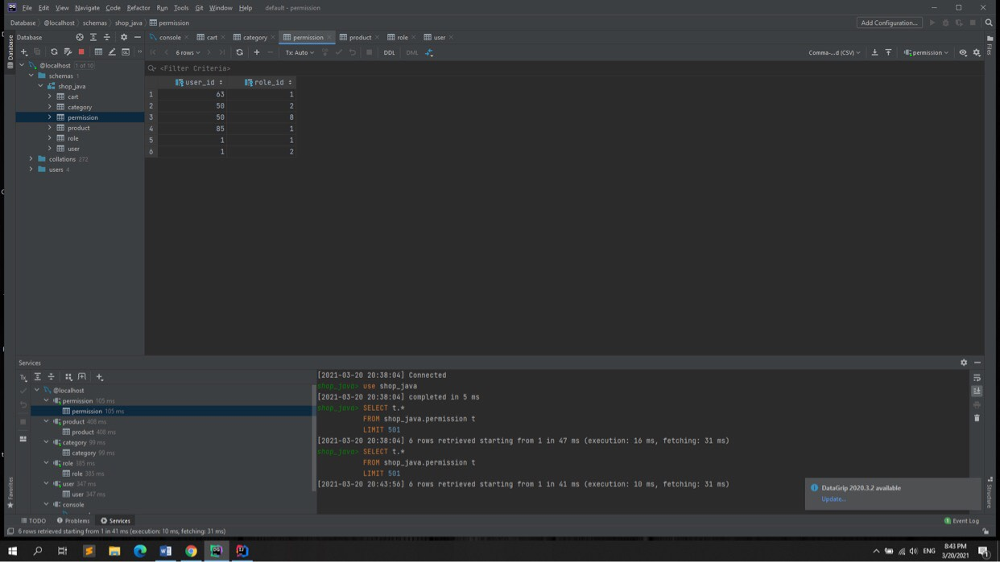 DG File Edit View Navigate Code Refactor Run Tools Git Window Help default - permission
Database @localhost schemas shop_java permission Add Configuration...
Database console cart category permission product role user
6 rows Tx: Auto DDL DML Comma-...d (CSV) permission
Database
Files
@localhost 1 of 10
<Filter Criteria>
schemas 1
user_id role_id
shop_java
cart
category
permission
product
role
user
collations 272
users 4
1 63 1
2 50 2
3 50 8
4 85 1
5 1 1
6 1 2
Services
Tx
@localhost
permission 105 ms
permission 105 ms
product 408 ms
product 408 ms
category 99 ms
category 99 ms
role 385 ms
role 385 ms
user 347 ms
user 347 ms
console
[2021-03-20 20:38:04] Connected
shop_java> use shop_java
[2021-03-20 20:38:04] completed in 5 ms
shop_java> SELECT t.*
FROM shop_java.permission t
LIMIT 501
[2021-03-20 20:38:04] 6 rows retrieved starting from 1 in 47 ms (execution: 16 ms, fetching: 31 ms)
shop_java> SELECT t.*
FROM shop_java.permission t
LIMIT 501
[2021-03-20 20:43:56] 6 rows retrieved starting from 1 in 41 ms (execution: 10 ms, fetching: 31 ms)
DataGrip 2020.3.2 available
Update...
Favorites
Structure
TODO Problems Services Event Log
6 rows retrieved starting from 1 in 41 ms (execution: 10 ms, fetching: 31 ms)
ENG 8:43 PM
3/20/2021